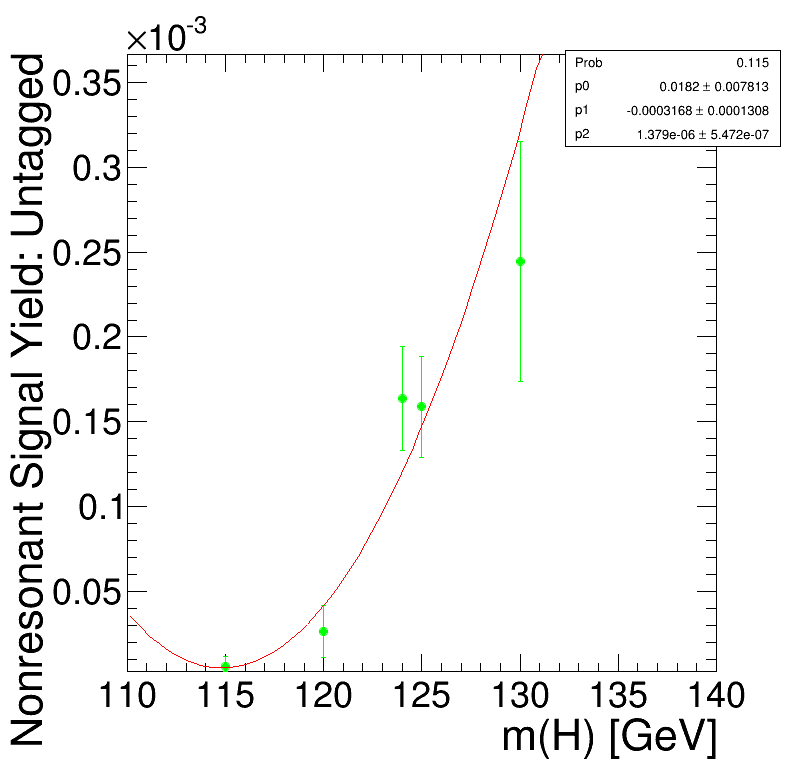 ×10⁻³
Prob 0.115
p0 0.0182 ± 0.007813
p1 -0.0003168 ± 0.0001308
p2 1.379e-06 ± 5.472e-07
Nonresonant Signal Yield: Untagged
0.35
0.3
0.25
0.2
0.15
0.1
0.05
110 115 120 125 130 135 140
m(H) [GeV]